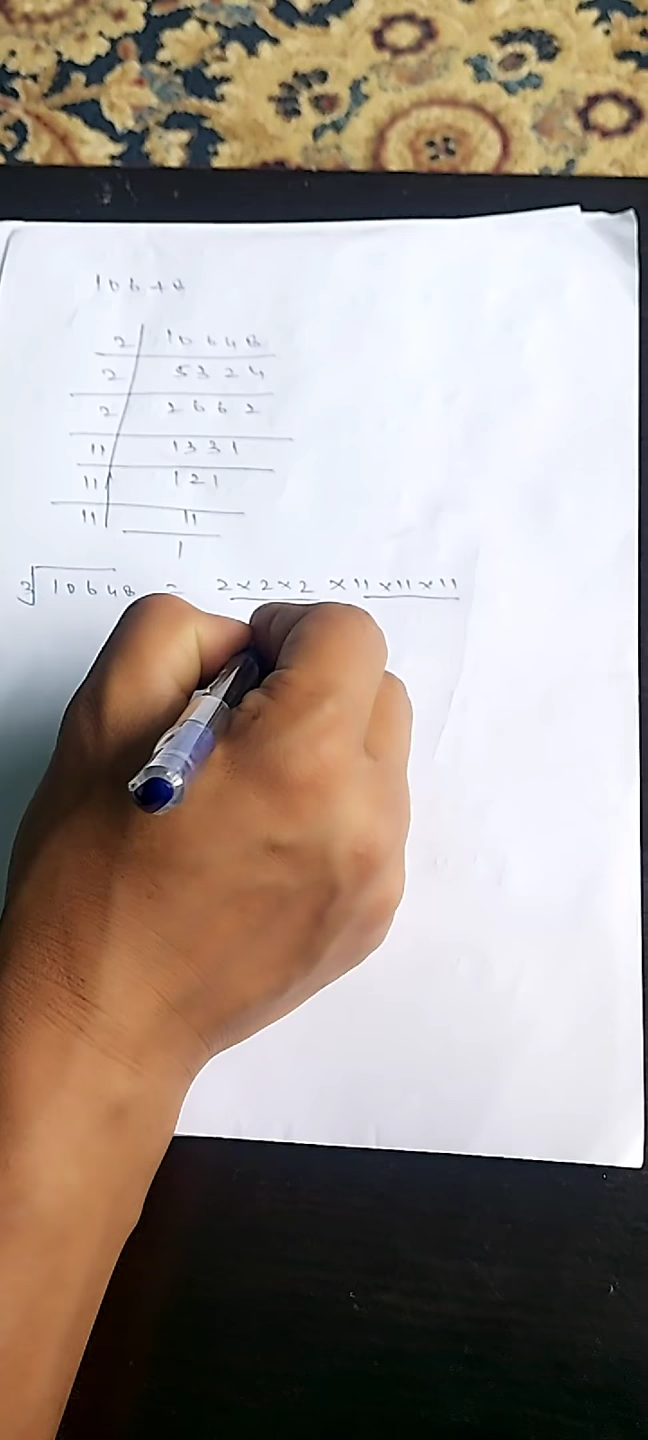 10648
2 | 10648
2 | 5324
2 | 2662
11 | 1331
11 | 121
11 | 11
1
∛10648 = 2×2×2 ×11×11×11